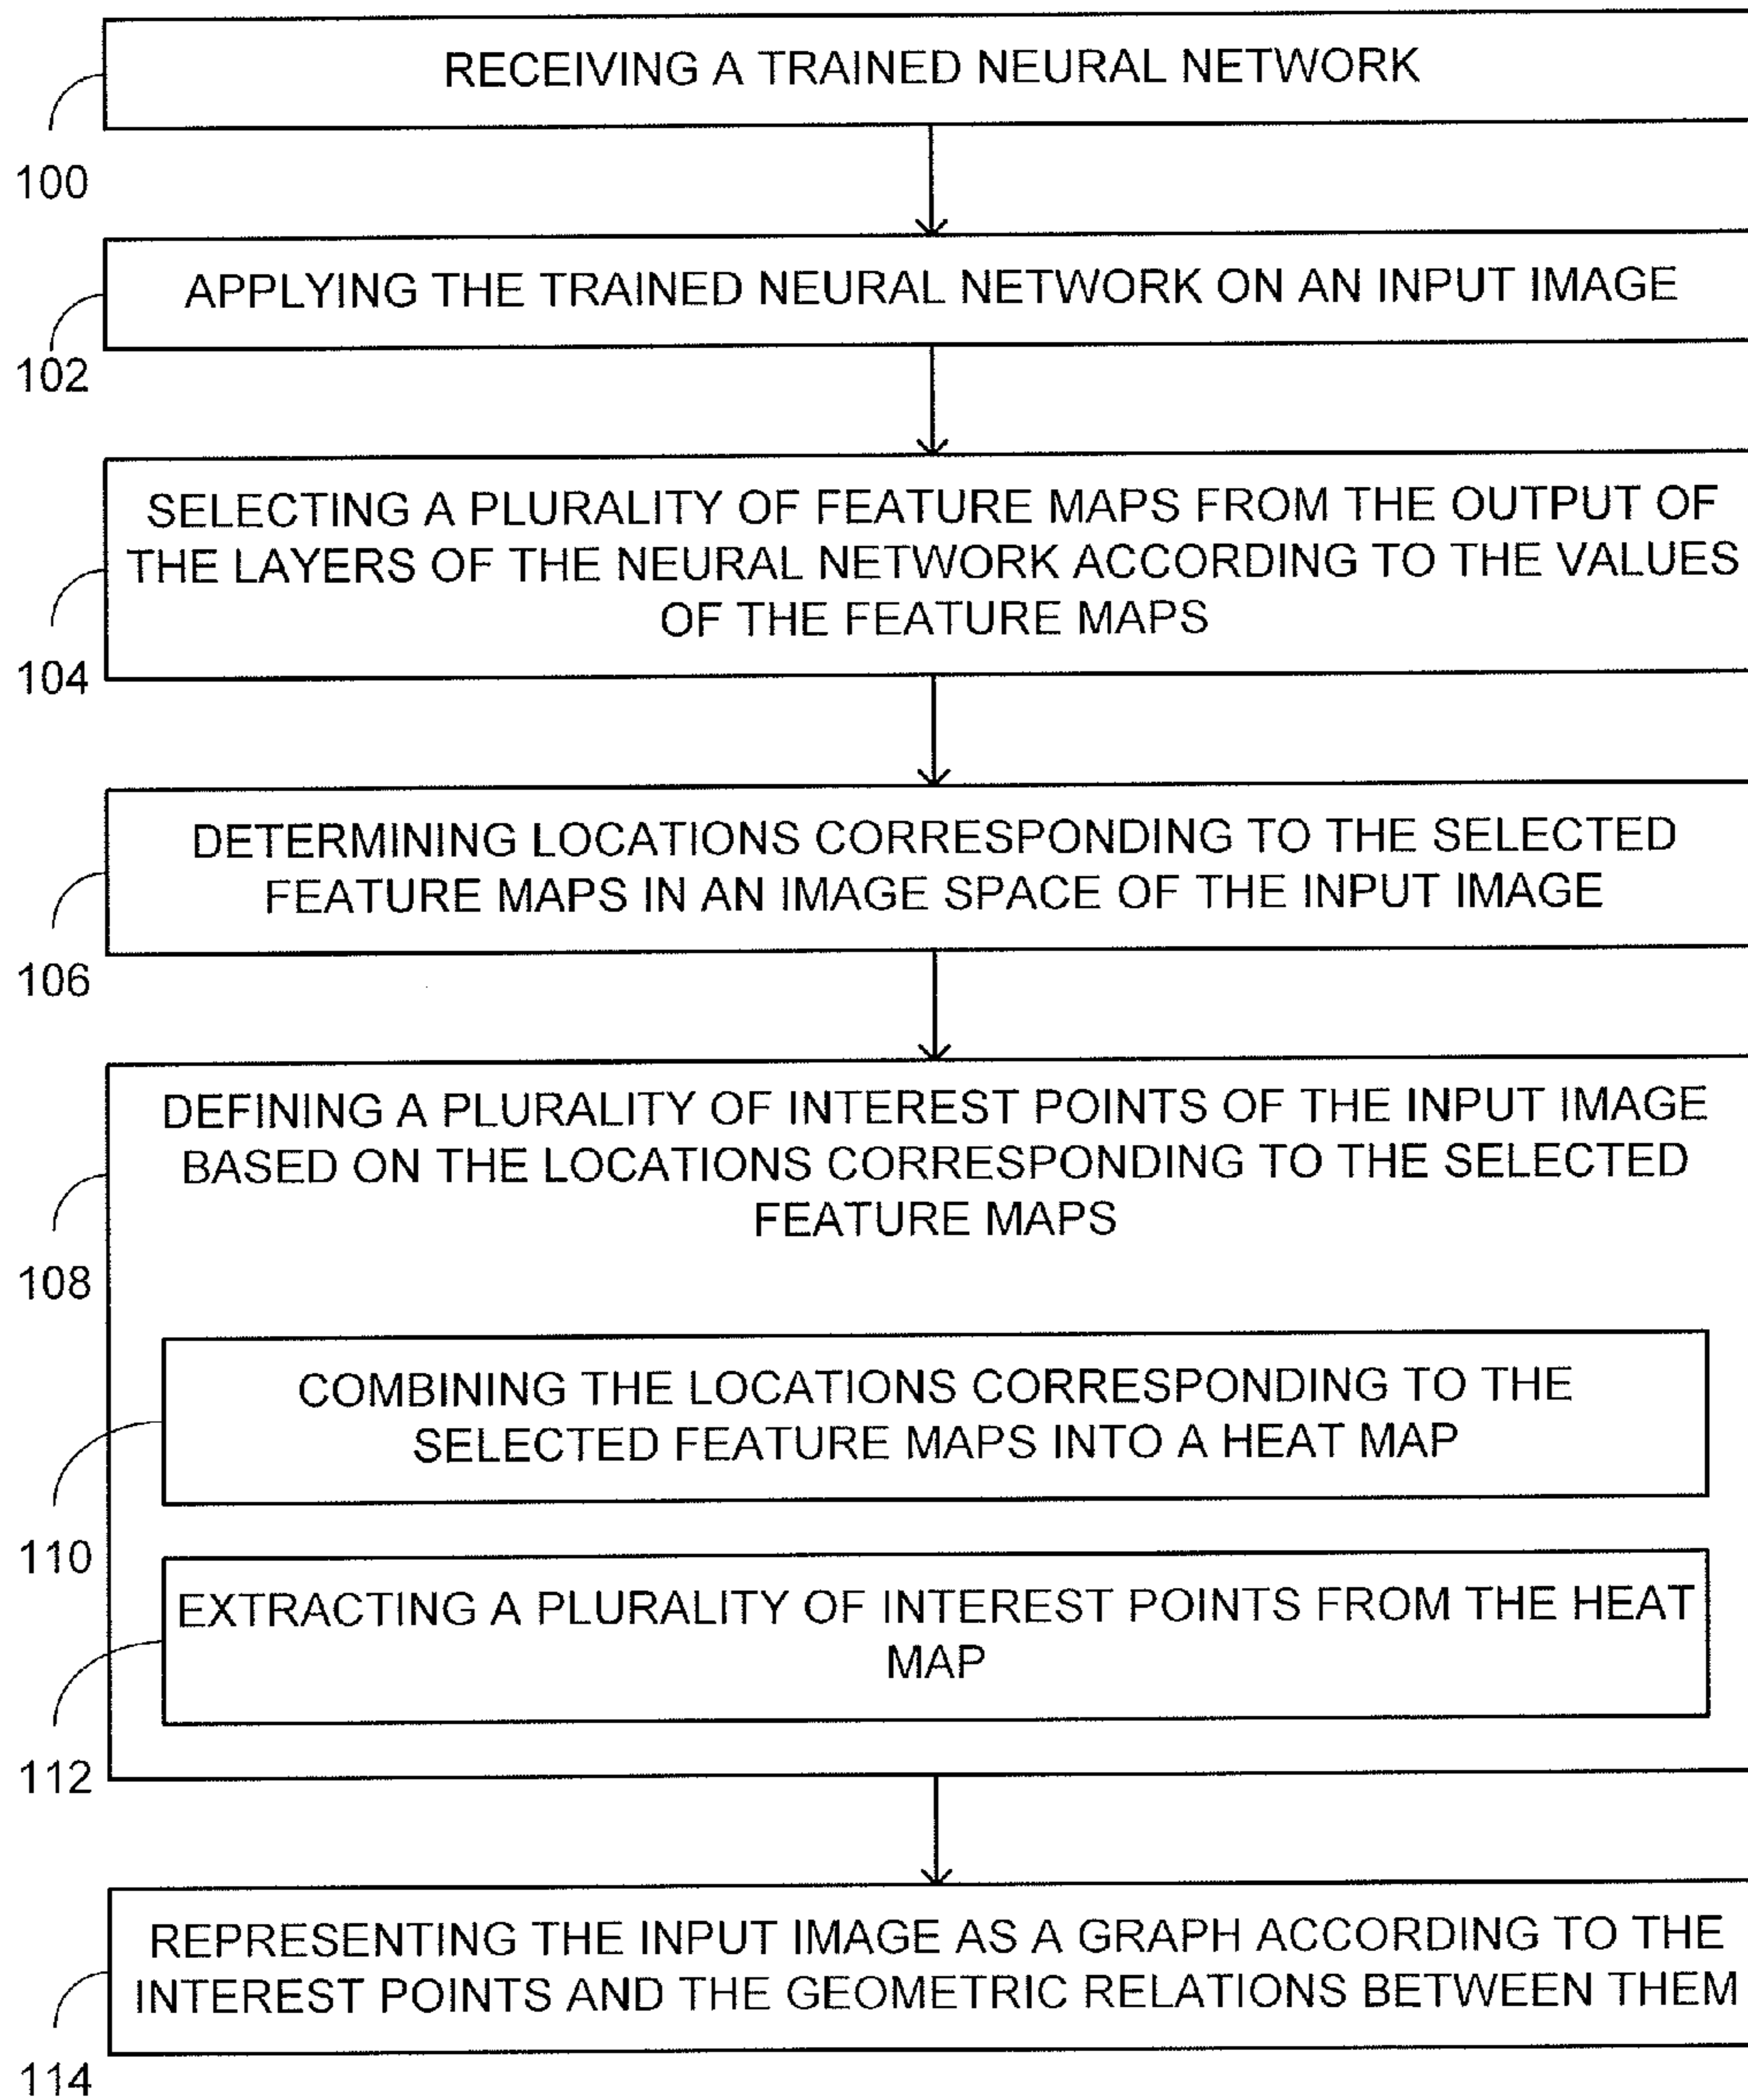 RECEIVING A TRAINED NEURAL NETWORK
100
APPLYING THE TRAINED NEURAL NETWORK ON AN INPUT IMAGE
102
SELECTING A PLURALITY OF FEATURE MAPS FROM THE OUTPUT OF
THE LAYERS OF THE NEURAL NETWORK ACCORDING TO THE VALUES
OF THE FEATURE MAPS
104
DETERMINING LOCATIONS CORRESPONDING TO THE SELECTED
FEATURE MAPS IN AN IMAGE SPACE OF THE INPUT IMAGE
106
DEFINING A PLURALITY OF INTEREST POINTS OF THE INPUT IMAGE
BASED ON THE LOCATIONS CORRESPONDING TO THE SELECTED
FEATURE MAPS
108
COMBINING THE LOCATIONS CORRESPONDING TO THE
SELECTED FEATURE MAPS INTO A HEAT MAP
110
EXTRACTING A PLURALITY OF INTEREST POINTS FROM THE HEAT
MAP
112
REPRESENTING THE INPUT IMAGE AS A GRAPH ACCORDING TO THE
INTEREST POINTS AND THE GEOMETRIC RELATIONS BETWEEN THEM
114